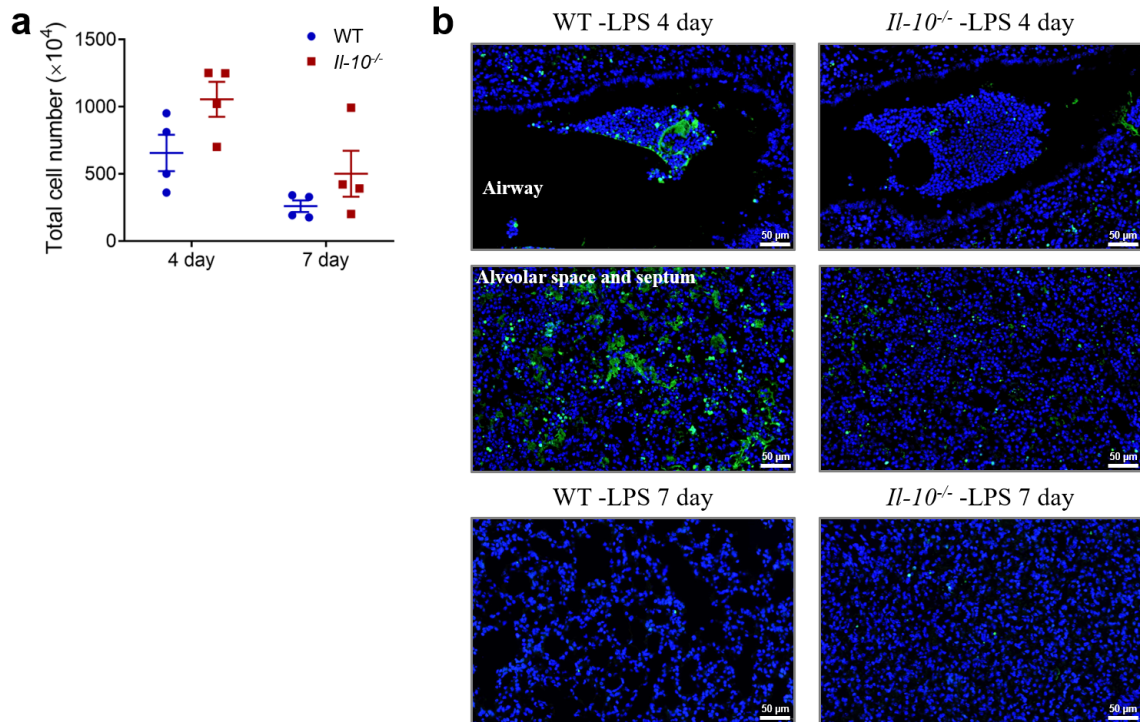 a
Total cell number (×10⁴)
1500
1000
500
0
4 day
7 day
WT
Il-10-/-
b
WT -LPS 4 day
Il-10-/- -LPS 4 day
Airway
50 µm
50 µm
Alveolar space and septum
50 µm
50 µm
WT -LPS 7 day
Il-10-/- -LPS 7 day
50 µm
50 µm